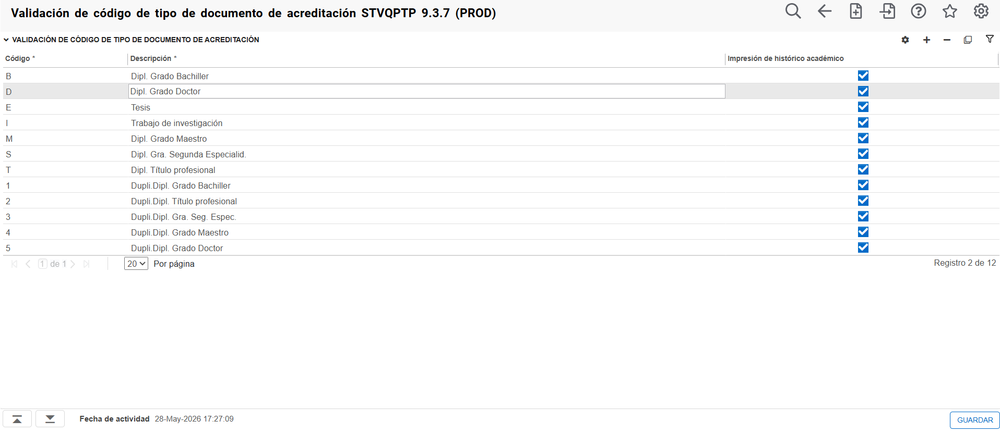 Validación de código de tipo de documento de acreditación STVQPTP 9.3.7 (PROD)
VALIDACIÓN DE CÓDIGO DE TIPO DE DOCUMENTO DE ACREDITACIÓN
Código * Descripción * Impresión de histórico académico
B Dipl. Grado Bachiller
D Dipl. Grado Doctor
E Tesis
I Trabajo de investigación
M Dipl. Grado Maestro
S Dipl. Gra. Segunda Especialid.
T Dipl. Título profesional
1 Dupli.Dipl. Grado Bachiller
2 Dupli.Dipl. Título profesional
3 Dupli.Dipl. Gra. Seg. Espec.
4 Dupli.Dipl. Grado Maestro
5 Dupli.Dipl. Grado Doctor
1 de 1 20 Por página Registro 2 de 12
Fecha de actividad 28-May-2026 17:27:09 GUARDAR